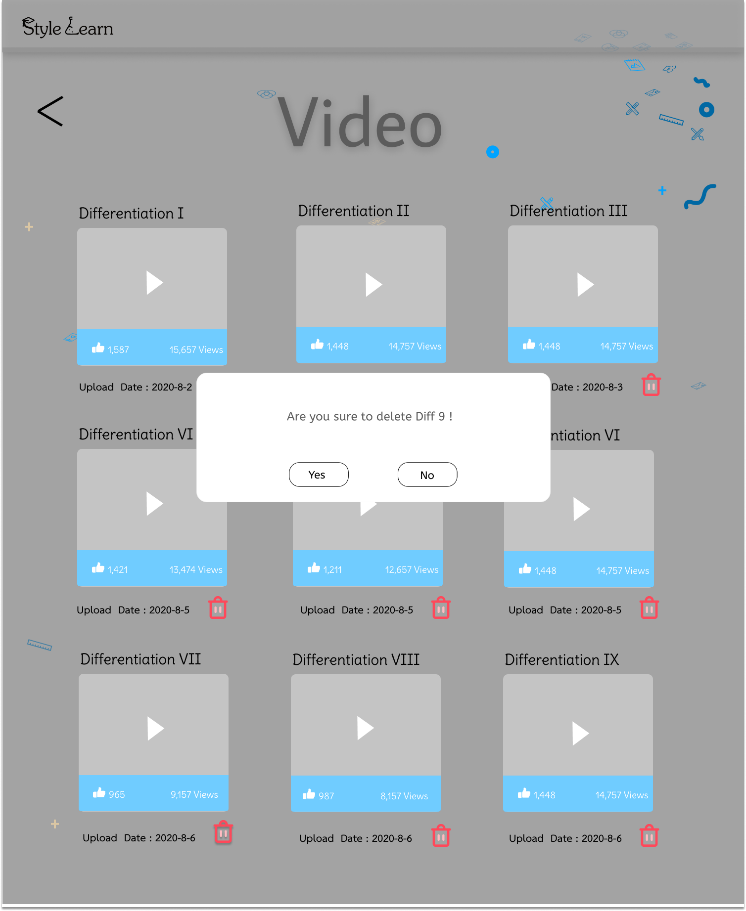 Style Learn
Video
Differentiation I
Differentiation II
Differentiation III
1,587 15,657 Views
1,448 14,757 Views
1,448 14,757 Views
Upload Date : 2020-8-2
Date : 2020-8-3
Are you sure to delete Diff 9 !
Yes
No
Differentiation VI
ntiation VI
1,421 13,474 Views
1,211 12,657 Views
1,448 14,757 Views
Upload Date : 2020-8-5
Upload Date : 2020-8-5
Upload Date : 2020-8-5
Differentiation VII
Differentiation VIII
Differentiation IX
965 9,157 Views
987 8,157 Views
1,448 14,757 Views
Upload Date : 2020-8-6
Upload Date : 2020-8-6
Upload Date : 2020-8-6